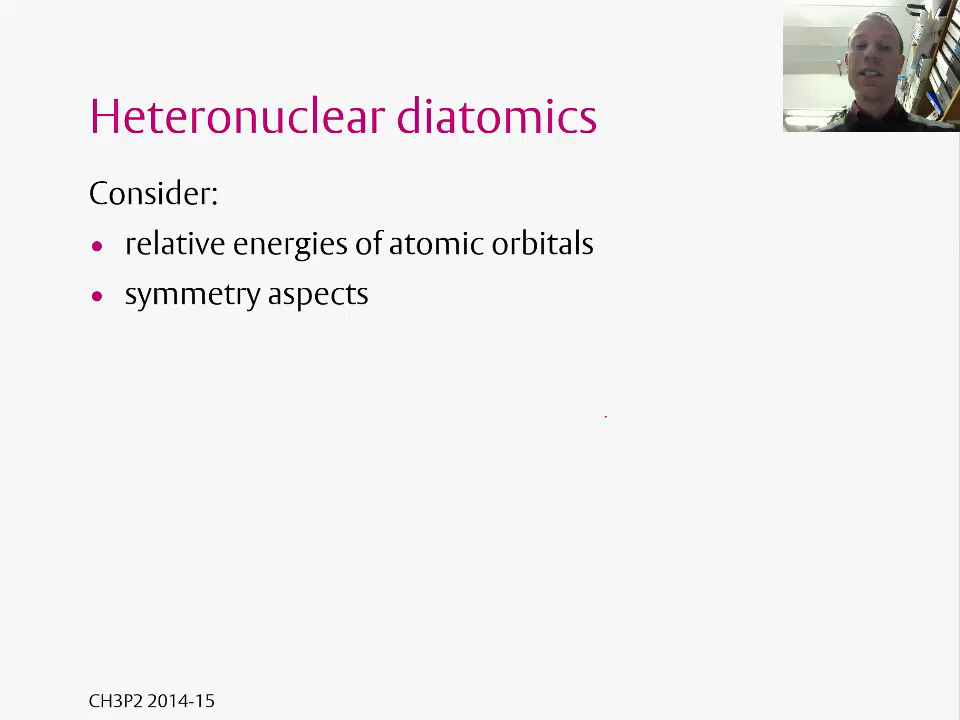 Heteronuclear diatomics
Consider:
• relative energies of atomic orbitals
• symmetry aspects
CH3P2 2014-15